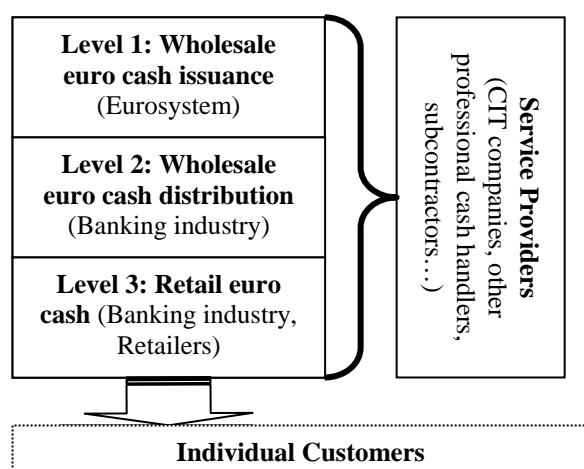 Level 1: Wholesale
euro cash issuance
(Eurosystem)
Level 2: Wholesale
euro cash distribution
(Banking industry)
Level 3: Retail euro
cash (Banking industry,
Retailers)
Service Providers
(CIT companies, other
professional cash handlers,
subcontractors…)
Individual Customers